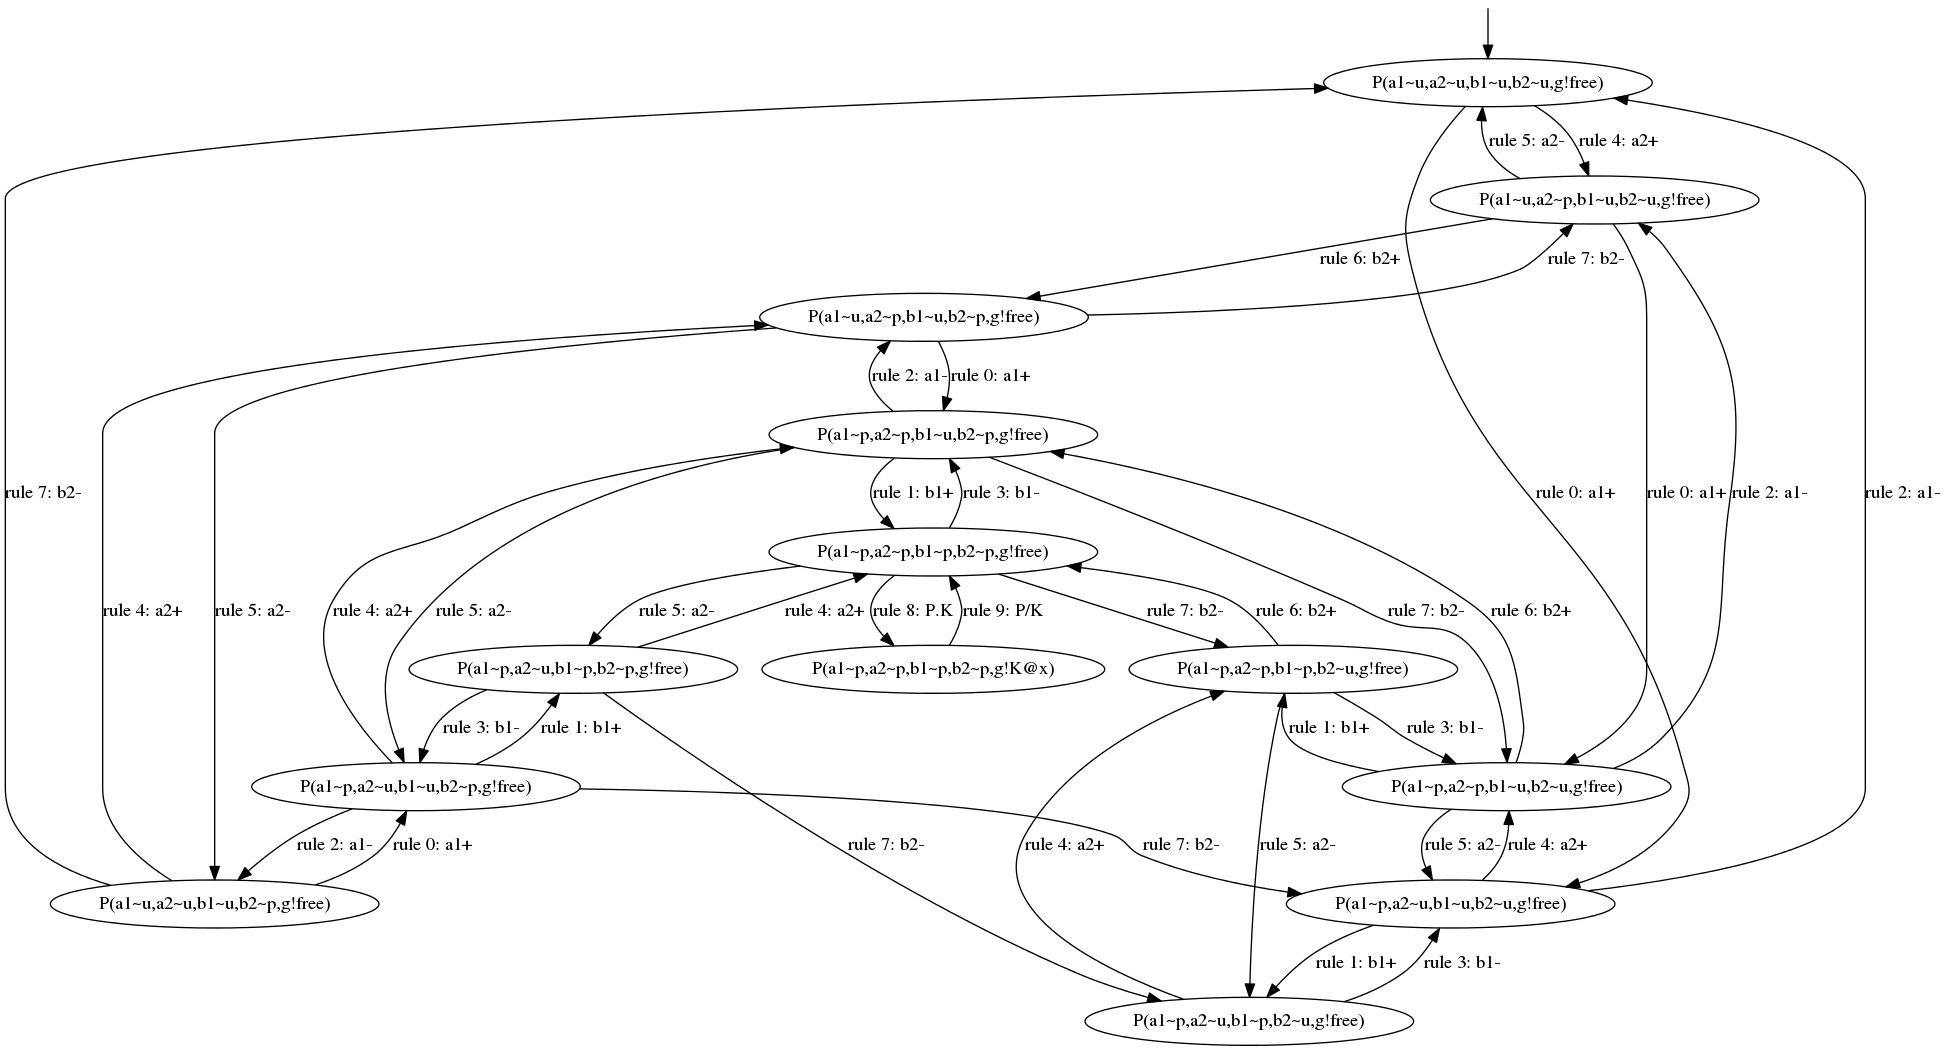 P(a1~u,a2~u,b1~u,b2~u,g!free)
rule 5: a2-
rule 4: a2+
P(a1~u,a2~p,b1~u,b2~u,g!free)
rule 6: b2+
rule 7: b2-
P(a1~u,a2~p,b1~u,b2~p,g!free)
rule 2: a1-
rule 0: a1+
P(a1~p,a2~p,b1~u,b2~p,g!free)
rule 7: b2-
rule 1: b1+
rule 3: b1-
rule 0: a1+
rule 0: a1+
rule 2: a1-
rule 2: a1-
P(a1~p,a2~p,b1~p,b2~p,g!free)
rule 4: a2+
rule 5: a2-
rule 4: a2+
rule 5: a2-
rule 5: a2-
rule 4: a2+
rule 8: P.K
rule 9: P/K
rule 7: b2-
rule 6: b2+
rule 7: b2-
rule 6: b2+
P(a1~p,a2~u,b1~p,b2~p,g!free)
P(a1~p,a2~p,b1~p,b2~p,g!K@x)
P(a1~p,a2~p,b1~p,b2~u,g!free)
rule 3: b1-
rule 1: b1+
rule 1: b1+
rule 3: b1-
P(a1~p,a2~u,b1~u,b2~p,g!free)
P(a1~p,a2~p,b1~u,b2~u,g!free)
rule 2: a1-
rule 0: a1+
rule 7: b2-
rule 4: a2+
rule 7: b2-
rule 5: a2-
rule 5: a2-
rule 4: a2+
P(a1~u,a2~u,b1~u,b2~p,g!free)
P(a1~p,a2~u,b1~u,b2~u,g!free)
rule 1: b1+
rule 3: b1-
P(a1~p,a2~u,b1~p,b2~u,g!free)